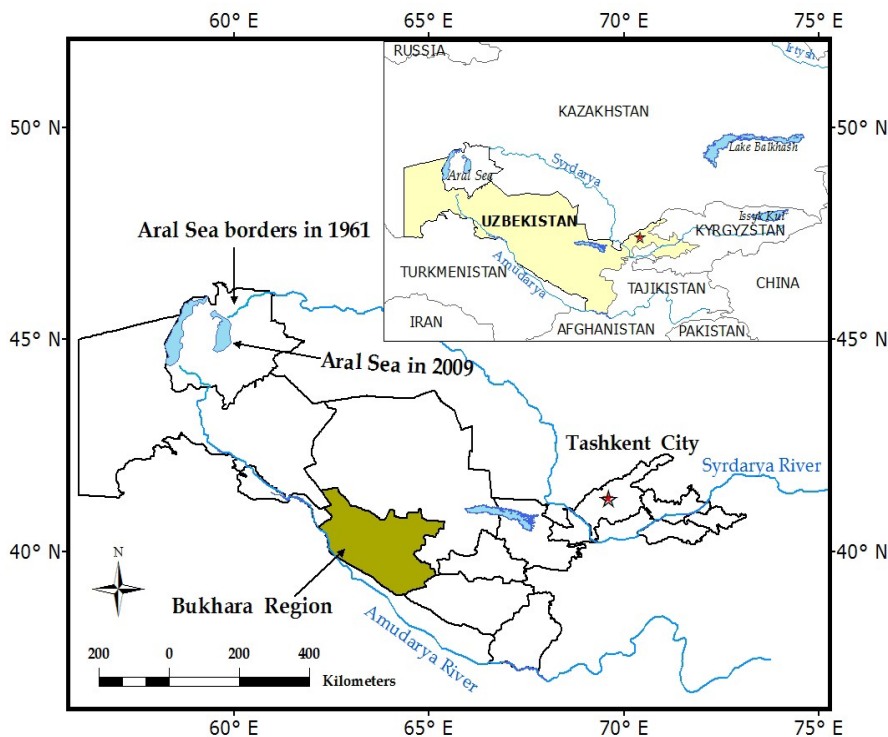 60° E 65° E 70° E 75° E
50° N
45° N
40° N
RUSSIA
Irtysh
KAZAKHSTAN
Lake Balkhash
Syrdarya
Aral Sea
UZBEKISTAN
Issyk Kul
KYRGYZSTAN
Amudarya
TURKMENISTAN
TAJIKISTAN
CHINA
IRAN
AFGHANISTAN
PAKISTAN
Aral Sea borders in 1961
Aral Sea in 2009
Tashkent City
Syrdarya River
Bukhara Region
Amudarya River
N
200 0 200 400
Kilometers
50° N
45° N
40° N
60° E 65° E 70° E 75° E